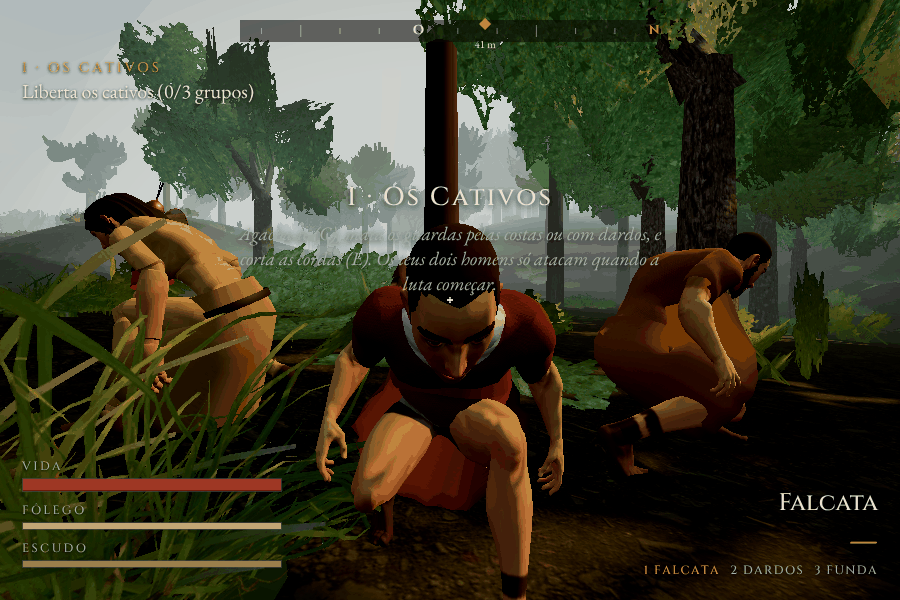 O
N
41 m
I · OS CATIVOS
Liberta os cativos (0/3 grupos)
I · Os Cativos
pelas costas ou com dardos, e
corta as cordas (E). Os teus dois homens só atacam quando a
luta começar.
VIDA
FÔLEGO
ESCUDO
FALCATA
1 FALCATA 2 DARDOS 3 FUNDA